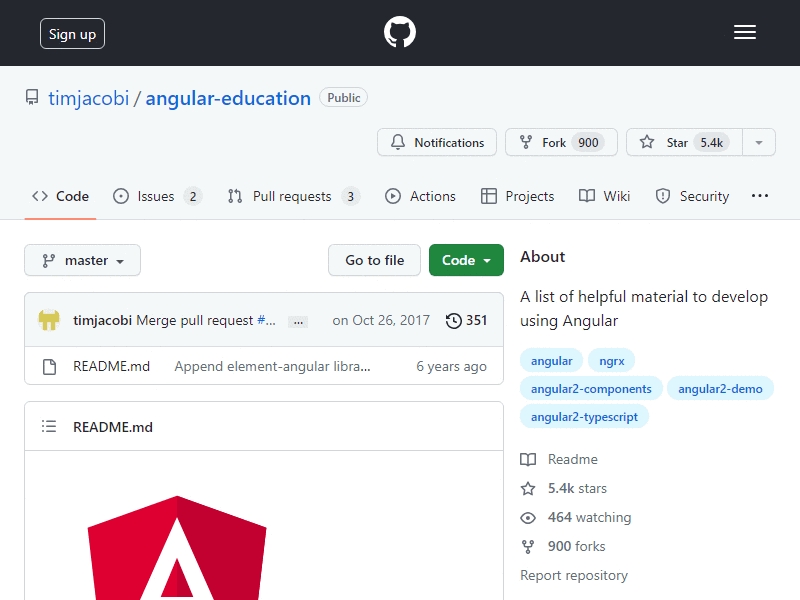 Sign up
timjacobi / angular-education Public
Notifications Fork 900 Star 5.4k
Code Issues 2 Pull requests 3 Actions Projects Wiki Security
master Go to file Code
timjacobi Merge pull request #... ... on Oct 26, 2017 351
README.md Append element-angular libra... 6 years ago
README.md
About
A list of helpful material to develop
using Angular
angular ngrx
angular2-components angular2-demo
angular2-typescript
Readme
5.4k stars
464 watching
900 forks
Report repository